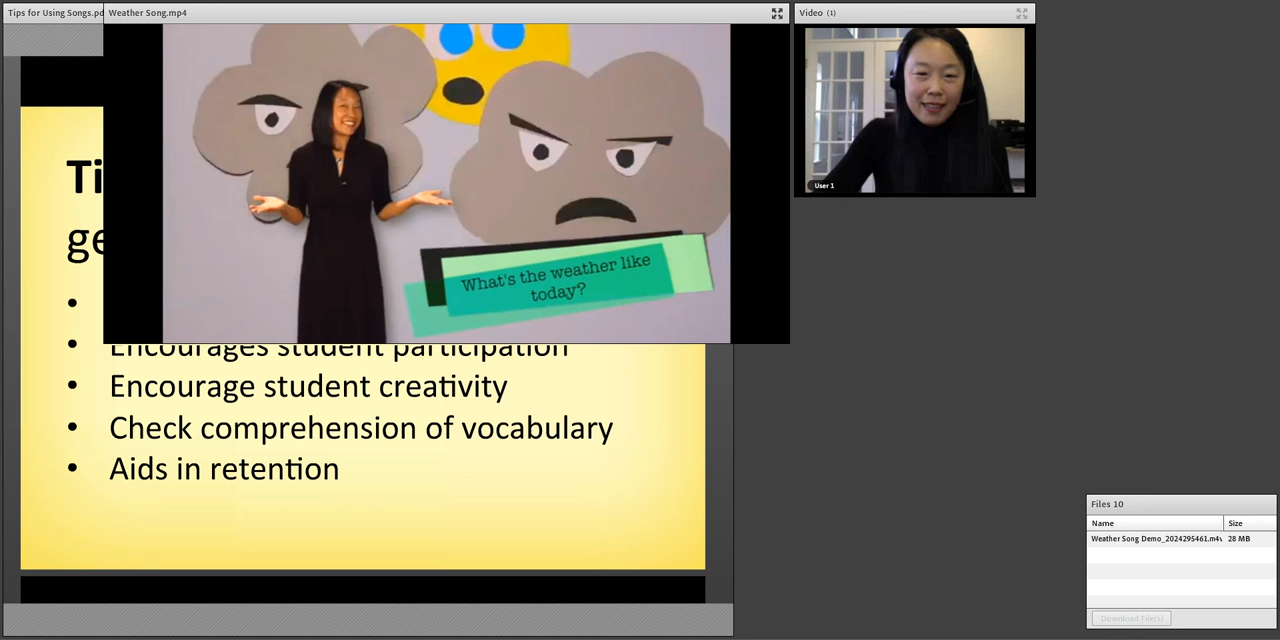 Tips for Using Songs.pd
Weather Song.mp4
Video (1)
What's the weather like
today?
User 1
Ti
ge
Encourages student participation
Encourage student creativity
Check comprehension of vocabulary
Aids in retention
Files 10
Name Size
Weather Song Demo_2024295461.m4v 28 MB
Download File(s)